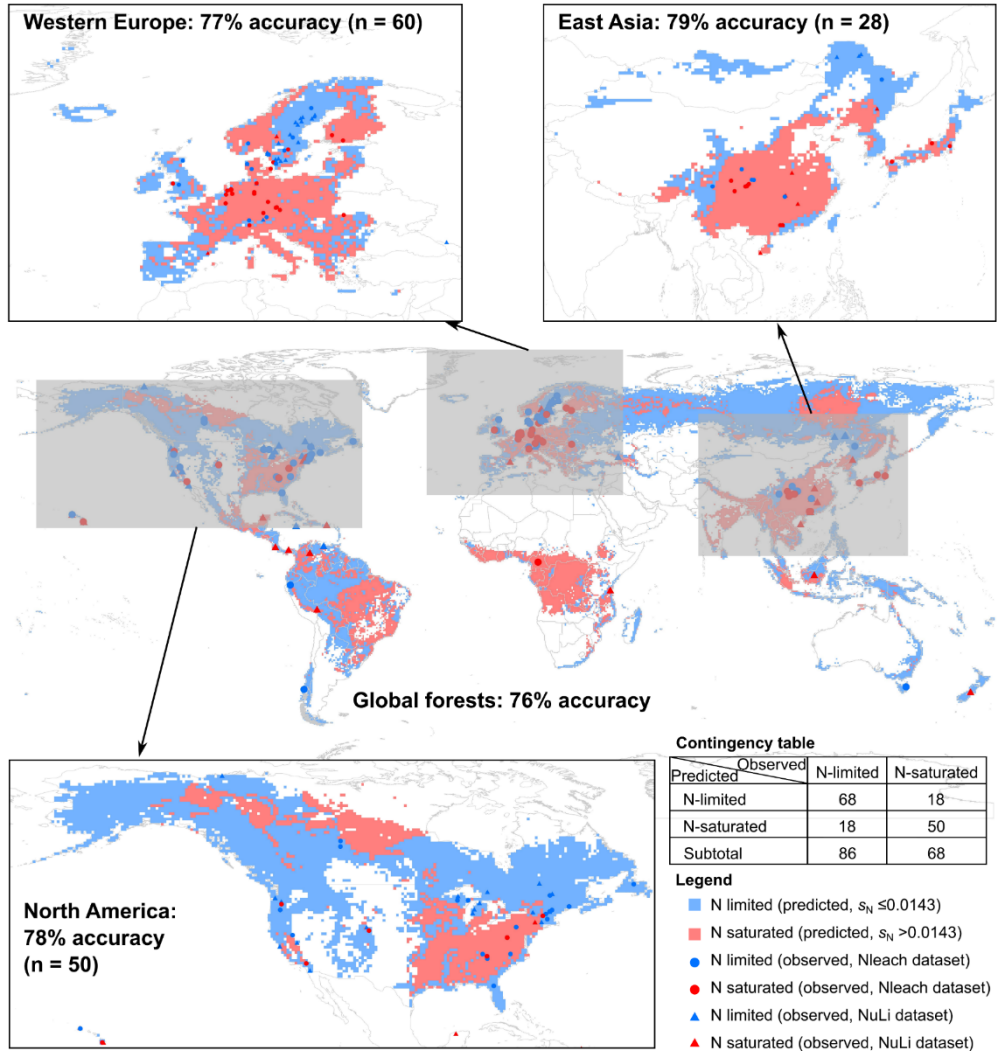 Western Europe: 77% accuracy (n = 60)
East Asia: 79% accuracy (n = 28)
Global forests: 76% accuracy
North America:
78% accuracy
(n = 50)
Contingency table
Observed
Predicted
N-limited
N-saturated
N-limited
68
18
N-saturated
18
50
Subtotal
86
68
Legend
N limited (predicted, sN ≤0.0143)
N saturated (predicted, sN >0.0143)
N limited (observed, Nleach dataset)
N saturated (observed, Nleach dataset)
N limited (observed, NuLi dataset)
N saturated (observed, NuLi dataset)